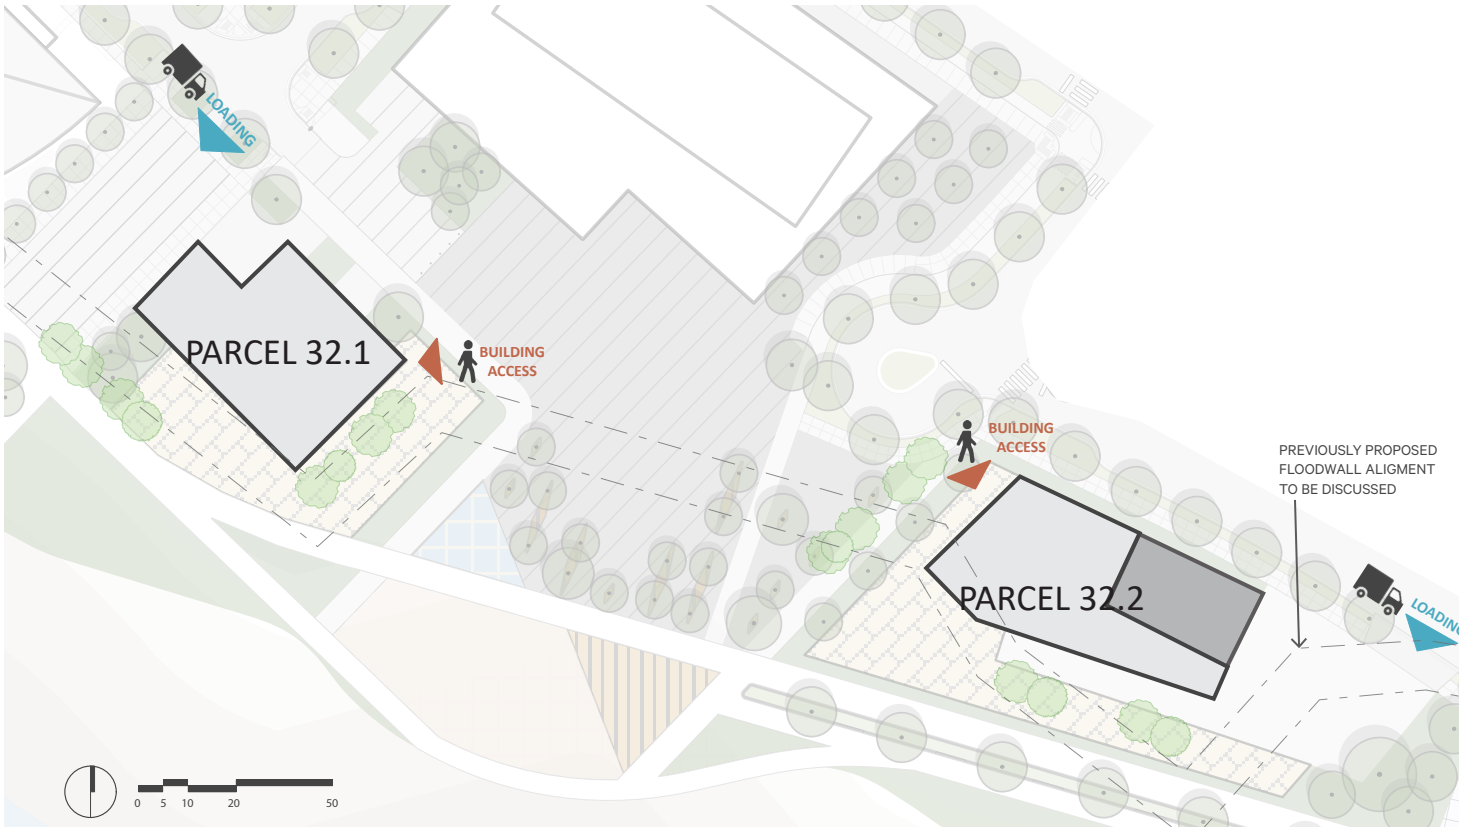 LOADING
PARCEL 32.1
BUILDING
ACCESS
BUILDING
ACCESS
PREVIOUSLY PROPOSED
FLOODWALL ALIGMENT
TO BE DISCUSSED
PARCEL 32.2
LOADING
0 5 10 20 50